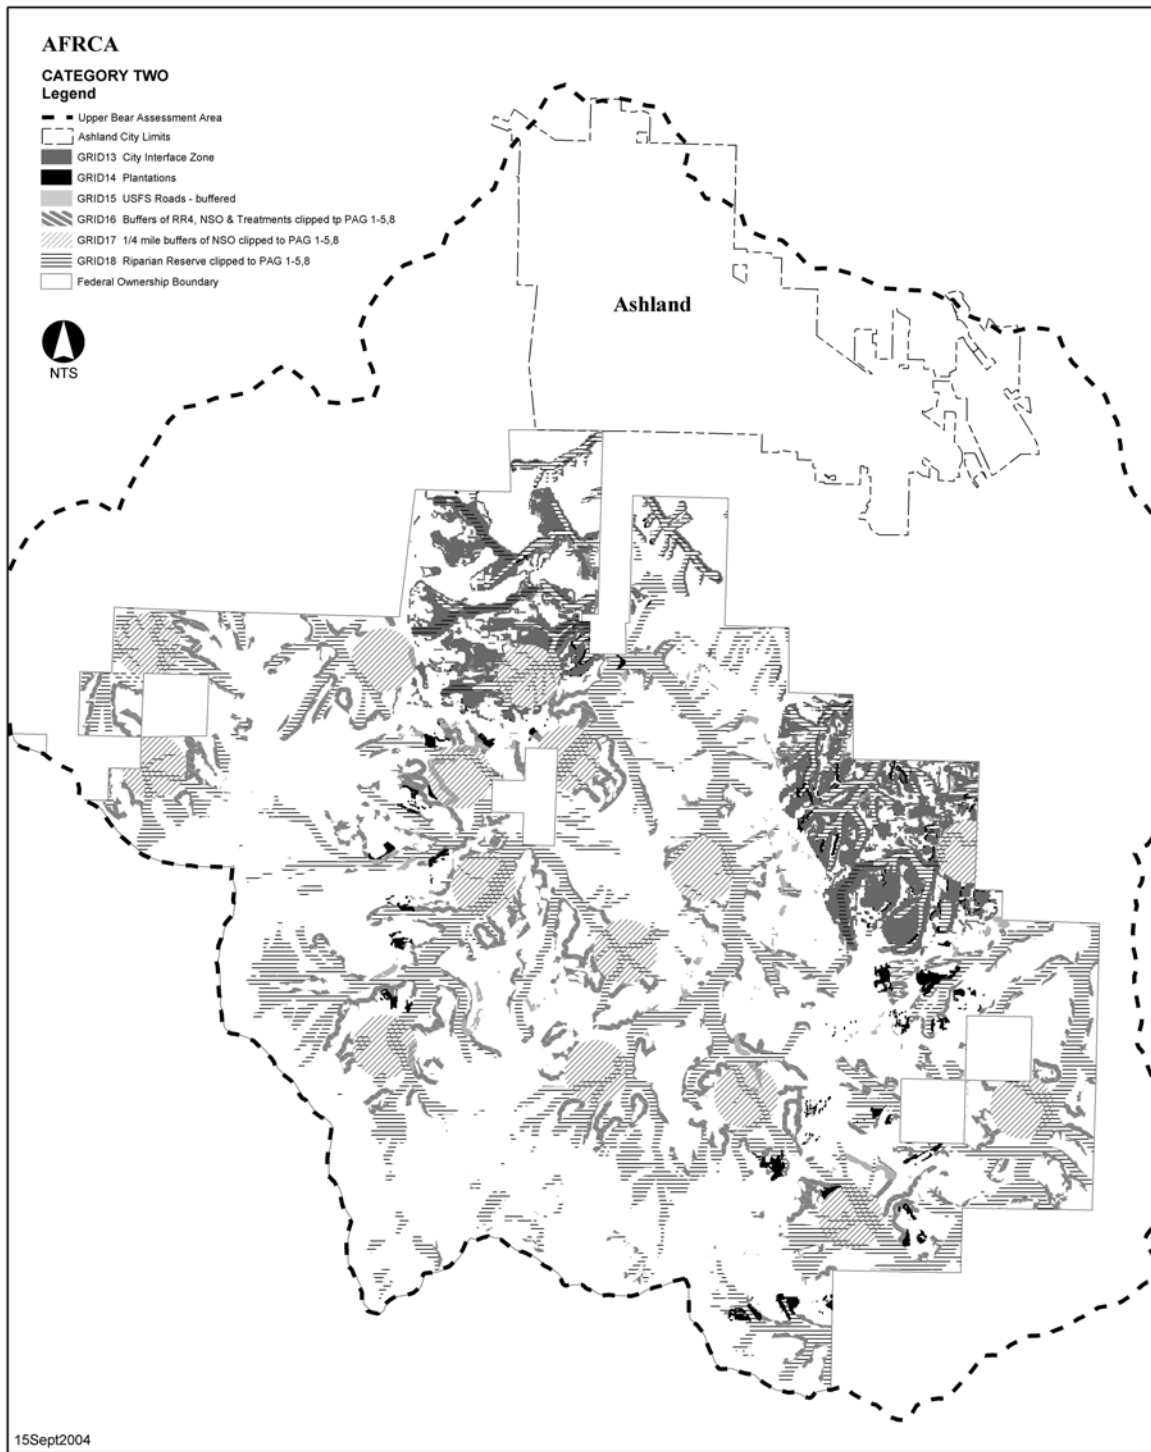 AFRCA
CATEGORY TWO
Legend
Upper Bear Assessment Area
Ashland City Limits
GRID13 City Interface Zone
GRID14 Plantations
GRID15 USFS Roads - buffered
GRID16 Buffers of RR4, NSO & Treatments clipped tp PAG 1-5,8
GRID17 1/4 mile buffers of NSO clipped to PAG 1-5,8
GRID18 Riparian Reserve clipped to PAG 1-5,8
Federal Ownership Boundary
NTS
Ashland
15Sept2004